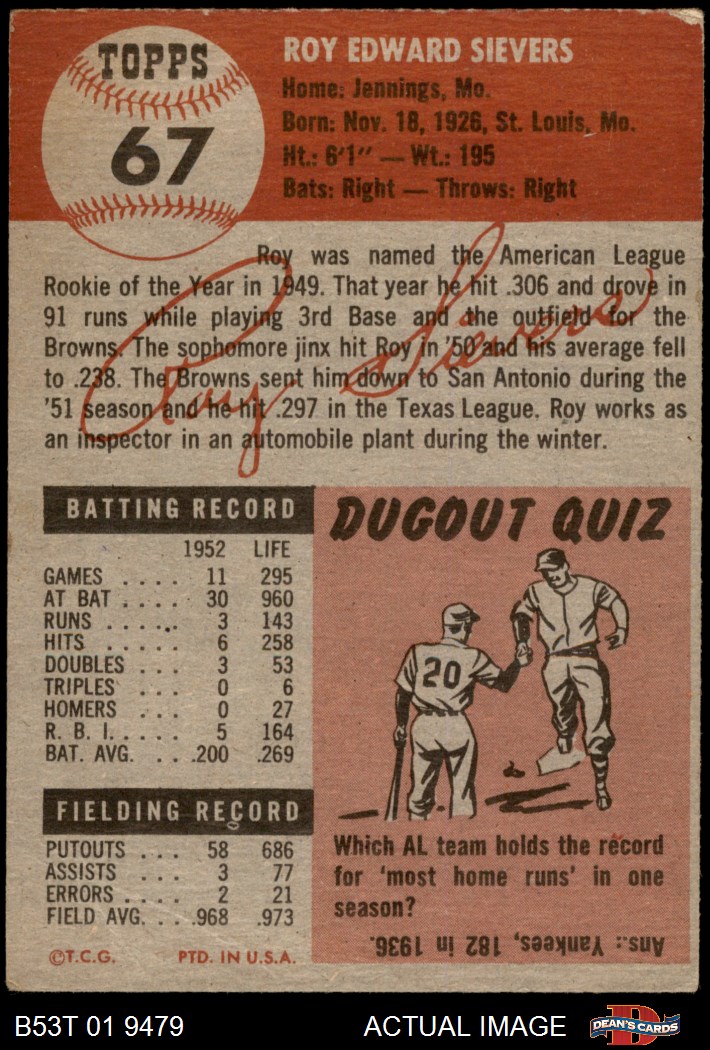 TOPPS
67
ROY EDWARD SIEVERS
Home: Jennings, Mo.
Born: Nov. 18, 1926, St. Louis, Mo.
Ht.: 6'1" — Wt.: 195
Bats: Right — Throws: Right
Roy was named the American League
Rookie of the Year in 1949. That year he hit .306 and drove in
91 runs while playing 3rd Base and the outfield for the
Browns. The sophomore jinx hit Roy in '50 and his average fell
to .238. The Browns sent him down to San Antonio during the
'51 season and he hit .297 in the Texas League. Roy works as
an inspector in an automobile plant during the winter.
Roy Sievers
BATTING RECORD
1952 LIFE
GAMES .... 11 295
AT BAT .... 30 960
RUNS ..... 3 143
HITS ..... 6 258
DOUBLES ... 3 53
TRIPLES ... 0 6
HOMERS ... 0 27
R. B. I. .... 5 164
BAT. AVG. ... .200 .269
FIELDING RECORD
PUTOUTS ... 58 686
ASSISTS ... 3 77
ERRORS .... 2 21
FIELD AVG. .. .968 .973
©T.C.G. PTD. IN U.S.A.
DUGOUT QUIZ
20
Which AL team holds the record
for 'most home runs' in one
season?
Ans.: Yankees, 182 in 1936.
B53T 01 9479 ACTUAL IMAGE DEAN'S CARDS